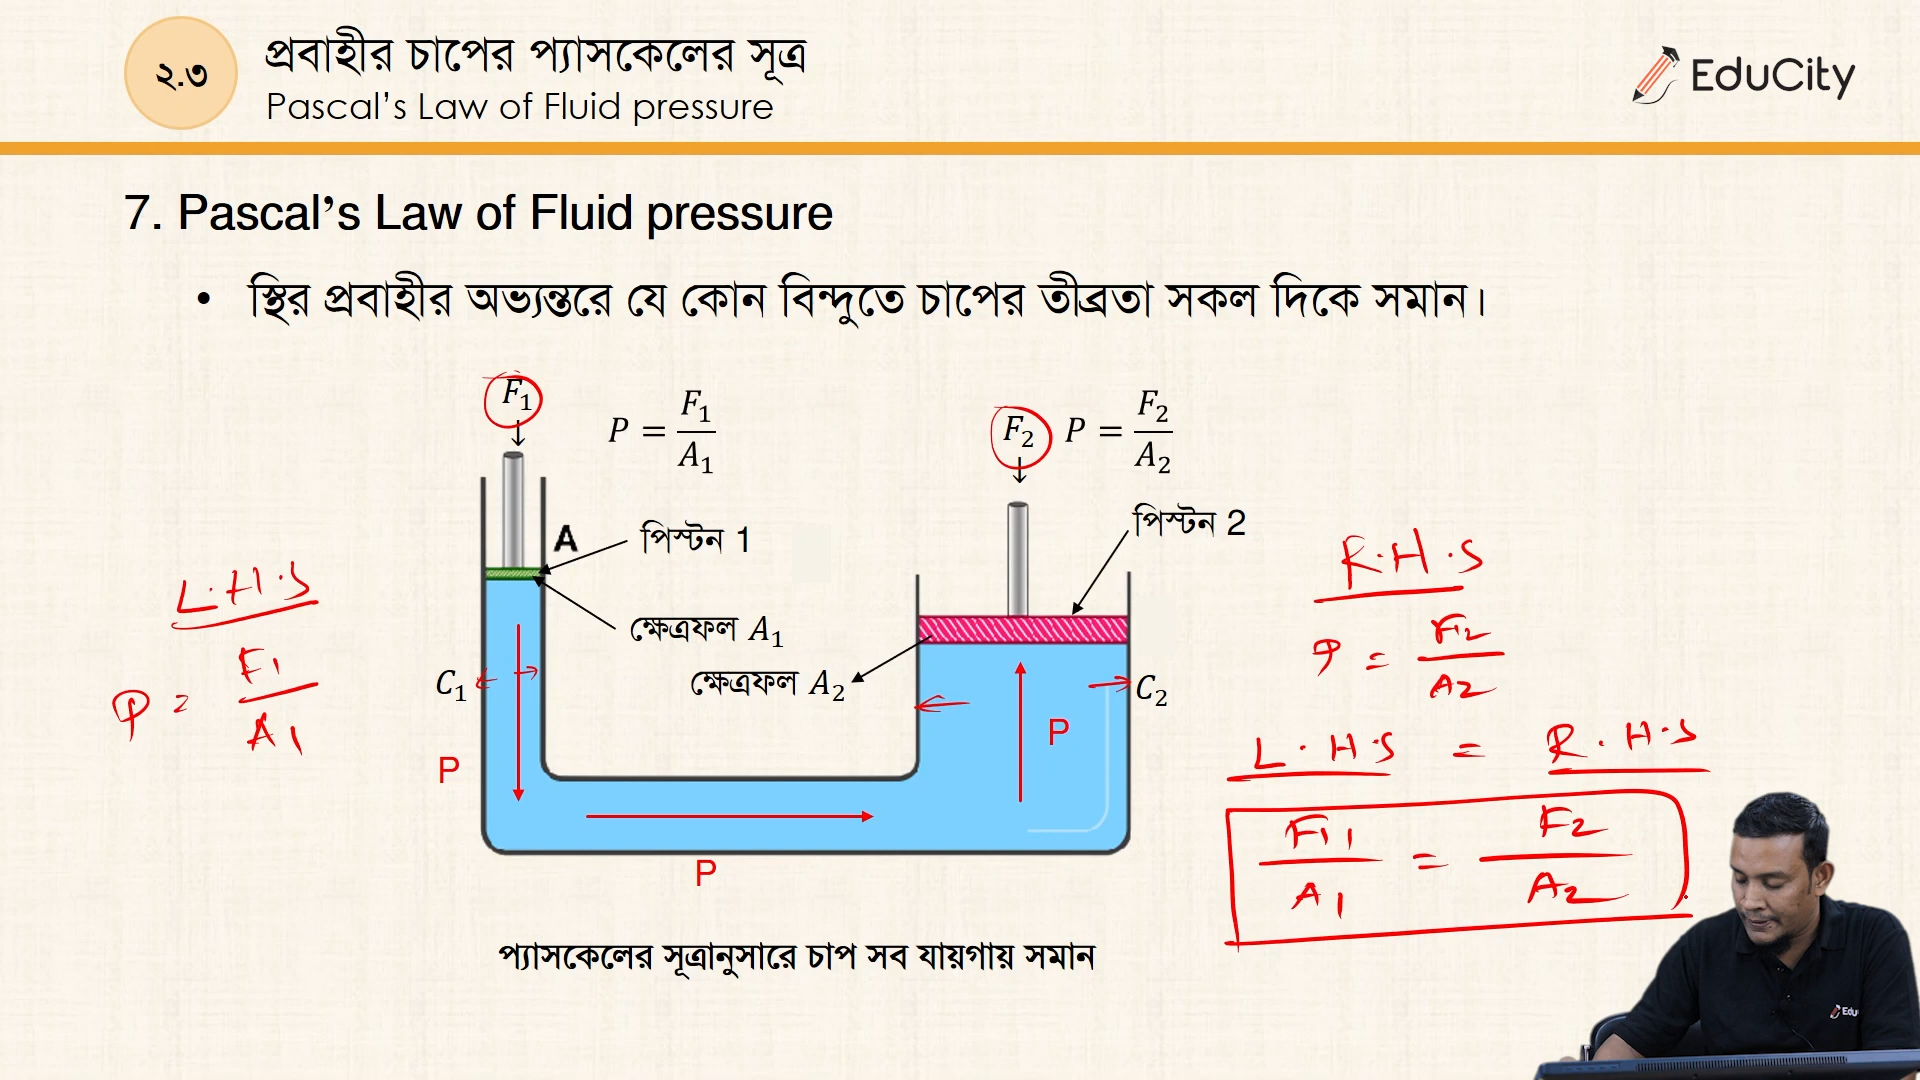 ২.৩
প্রবাহীর চাপের প্যাসকেলের সূত্র
Pascal's Law of Fluid pressure
EduCity
7. Pascal's Law of Fluid pressure
• স্থির প্রবাহীর অভ্যন্তরে যে কোন বিন্দুতে চাপের তীব্রতা সকল দিকে সমান।
F₁
↓
P = F₁/A₁
F₂
↓
P = F₂/A₂
A
পিস্টন 1
পিস্টন 2
ক্ষেত্রফল A₁
ক্ষেত্রফল A₂
C₁
C₂
P
P
P
L.H.S
P = F₁/A₁
R.H.S
P = F₂/A₂
L.H.S = R.H.S
F₁/A₁ = F₂/A₂
প্যাসকেলের সূত্রানুসারে চাপ সব যায়গায় সমান
Edu